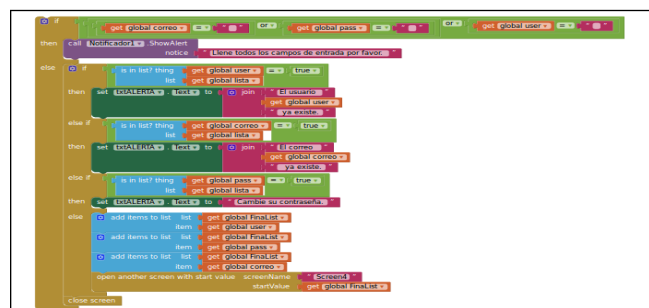 if get global correo = " " or get global pass = " " or get global user = " "
then call Notificador1 .ShowAlert
notice " Llene todos los campos de entrada por favor. "
else if is in list? thing get global user = true
list get global lista
then set txtALERTA . Text to join " El usuario "
get global user
" ya existe. "
else if is in list? thing get global correo = true
list get global lista
then set txtALERTA . Text to join " El correo "
get global correo
" ya existe. "
else if is in list? thing get global pass = true
list get global lista
then set txtALERTA . Text to " Cambie su contraseña. "
else add items to list list get global FinaList
item get global user
add items to list list get global FinaList
item get global pass
add items to list list get global FinaList
item get global correo
open another screen with start value screenName " Screen4 "
startValue get global FinaList
close screen